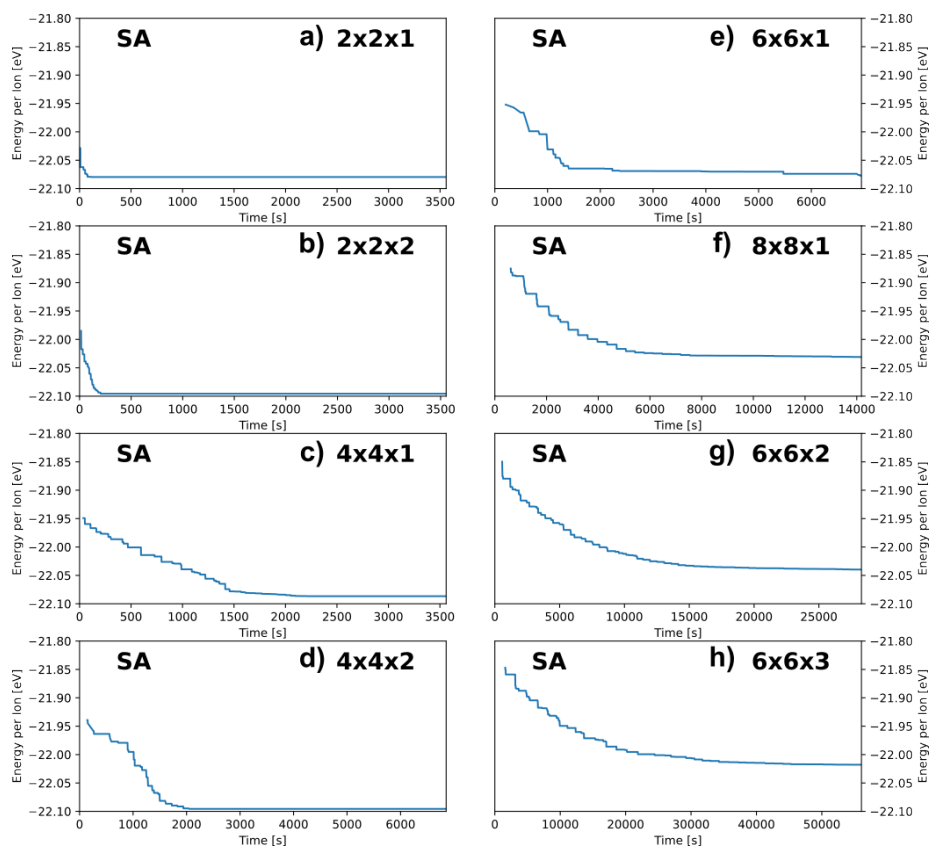 SA a) 2x2x1
−21.80
−21.85
−21.90
−21.95
−22.00
−22.05
−22.10
Energy per Ion [eV]
0 500 1000 1500 2000 2500 3000 3500
Time [s]
SA e) 6x6x1
−21.80
−21.85
−21.90
−21.95
−22.00
−22.05
−22.10
Energy per Ion [eV]
0 1000 2000 3000 4000 5000 6000
Time [s]
SA b) 2x2x2
−21.80
−21.85
−21.90
−21.95
−22.00
−22.05
−22.10
Energy per Ion [eV]
0 500 1000 1500 2000 2500 3000 3500
Time [s]
SA f) 8x8x1
−21.80
−21.85
−21.90
−21.95
−22.00
−22.05
−22.10
Energy per Ion [eV]
0 2000 4000 6000 8000 10000 12000 14000
Time [s]
SA c) 4x4x1
−21.80
−21.85
−21.90
−21.95
−22.00
−22.05
−22.10
Energy per Ion [eV]
0 500 1000 1500 2000 2500 3000 3500
Time [s]
SA g) 6x6x2
−21.80
−21.85
−21.90
−21.95
−22.00
−22.05
−22.10
Energy per Ion [eV]
0 5000 10000 15000 20000 25000
Time [s]
SA d) 4x4x2
−21.80
−21.85
−21.90
−21.95
−22.00
−22.05
−22.10
Energy per Ion [eV]
0 1000 2000 3000 4000 5000 6000
Time [s]
SA h) 6x6x3
−21.80
−21.85
−21.90
−21.95
−22.00
−22.05
−22.10
Energy per Ion [eV]
0 10000 20000 30000 40000 50000
Time [s]